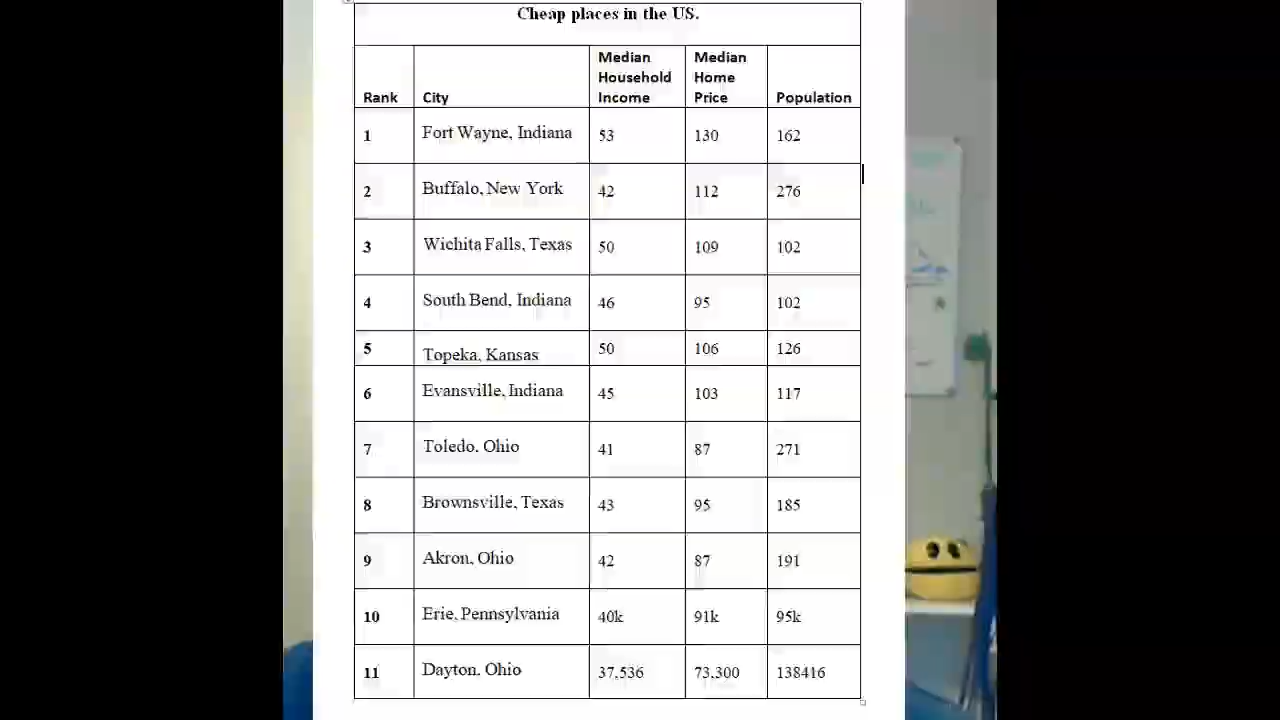 Cheap places in the US.
Rank City Median Household Income Median Home Price Population
1 Fort Wayne, Indiana 53 130 162
2 Buffalo, New York 42 112 276
3 Wichita Falls, Texas 50 109 102
4 South Bend, Indiana 46 95 102
5 Topeka, Kansas 50 106 126
6 Evansville, Indiana 45 103 117
7 Toledo, Ohio 41 87 271
8 Brownsville, Texas 43 95 185
9 Akron, Ohio 42 87 191
10 Erie, Pennsylvania 40k 91k 95k
11 Dayton, Ohio 37,536 73,300 138416